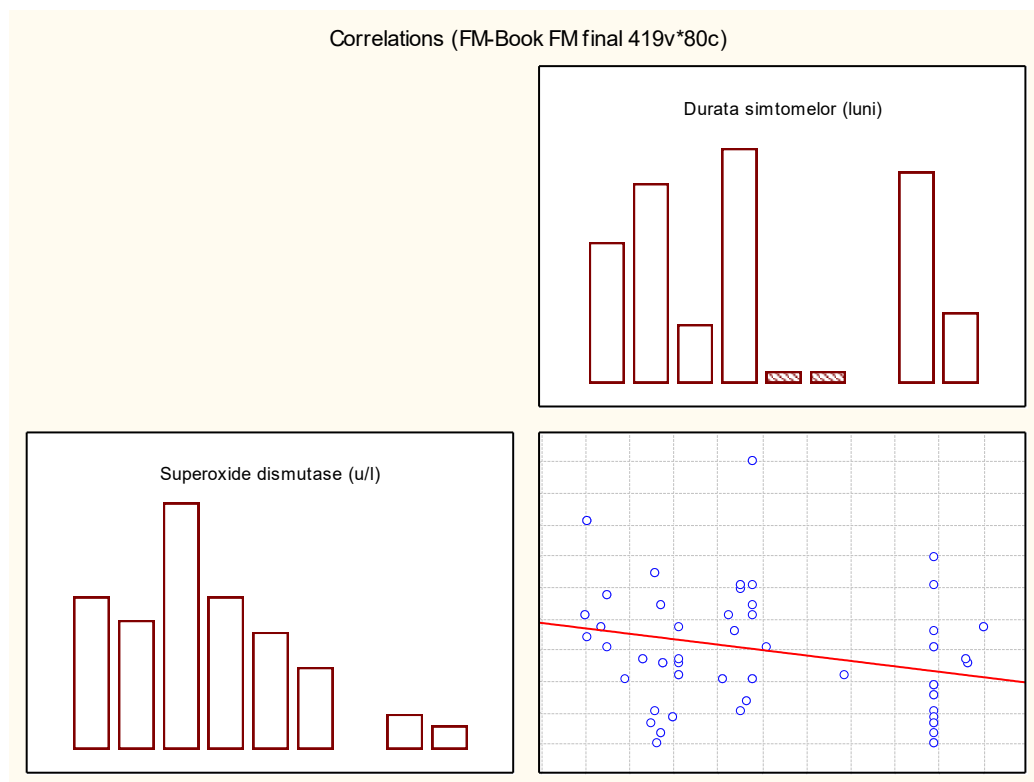 Correlations (FM-Book FM final 419v*80c)
Durata simtomelor (luni)
Superoxide dismutase (u/l)